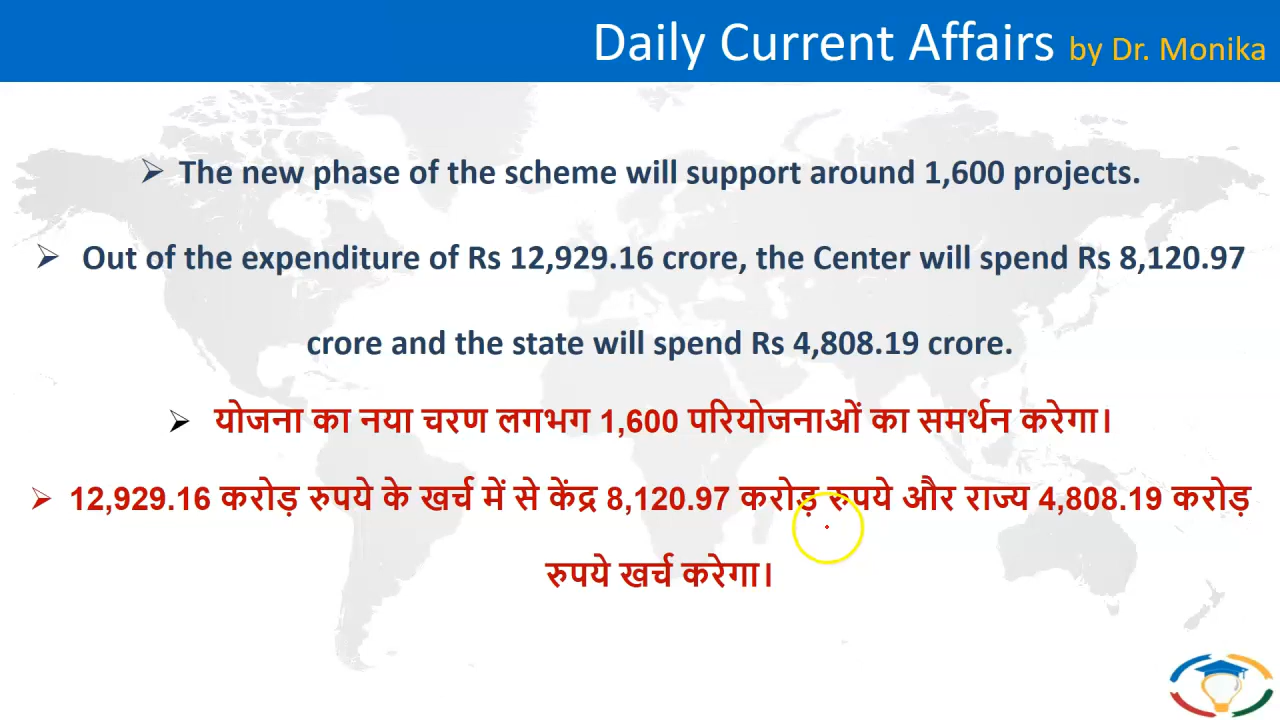 Daily Current Affairs by Dr. Monika
➢ The new phase of the scheme will support around 1,600 projects.
➢ Out of the expenditure of Rs 12,929.16 crore, the Center will spend Rs 8,120.97
crore and the state will spend Rs 4,808.19 crore.
➢ योजना का नया चरण लगभग 1,600 परियोजनाओं का समर्थन करेगा।
➢ 12,929.16 करोड़ रुपये के खर्च में से केंद्र 8,120.97 करोड़ रुपये और राज्य 4,808.19 करोड़
रुपये खर्च करेगा।